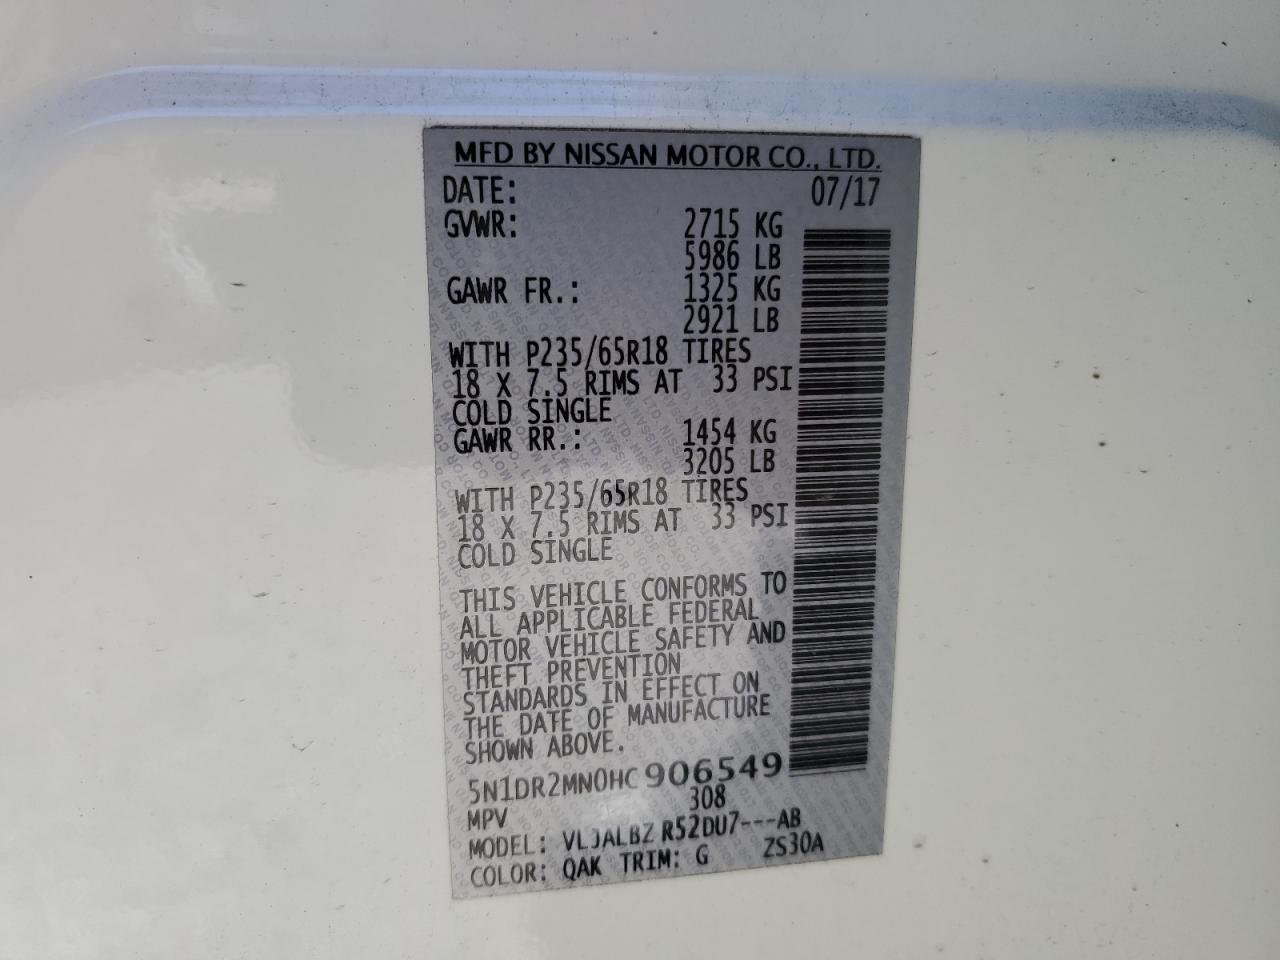 MFD BY NISSAN MOTOR CO., LTD.
DATE: 07/17
GVWR: 2715 KG
5986 LB
GAWR FR.: 1325 KG
2921 LB
WITH P235/65R18 TIRES
18 X 7.5 RIMS AT 33 PSI
COLD SINGLE
GAWR RR.: 1454 KG
3205 LB
WITH P235/65R18 TIRES
18 X 7.5 RIMS AT 33 PSI
COLD SINGLE
THIS VEHICLE CONFORMS TO
ALL APPLICABLE FEDERAL
MOTOR VEHICLE SAFETY AND
THEFT PREVENTION
STANDARDS IN EFFECT ON
THE DATE OF MANUFACTURE
SHOWN ABOVE.
5N1DR2MN0HC906549
MPV 308
MODEL: VLJALBZ R52DU7---AB
COLOR: QAK TRIM: G ZS30A